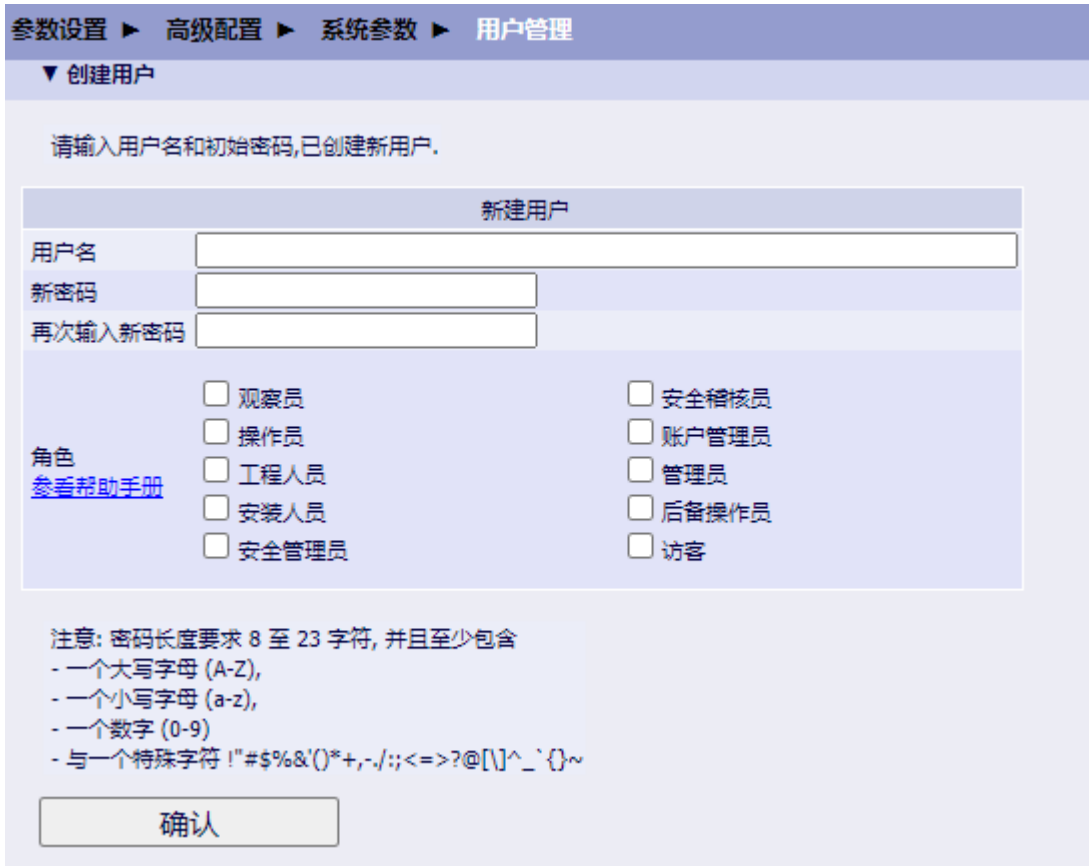 参数设置 ► 高级配置 ► 系统参数 ► 用户管理
▼ 创建用户
请输入用户名和初始密码,已创建新用户.
新建用户
用户名
新密码
再次输入新密码
角色
参看帮助手册
观察员
操作员
工程人员
安装人员
安全管理员
安全稽核员
账户管理员
管理员
后备操作员
访客
注意: 密码长度要求 8 至 23 字符, 并且至少包含
- 一个大写字母 (A-Z),
- 一个小写字母 (a-z),
- 一个数字 (0-9)
- 与一个特殊字符 !"#$%&'()*+,-./:;<=>?@[\]^_`{}~
确认